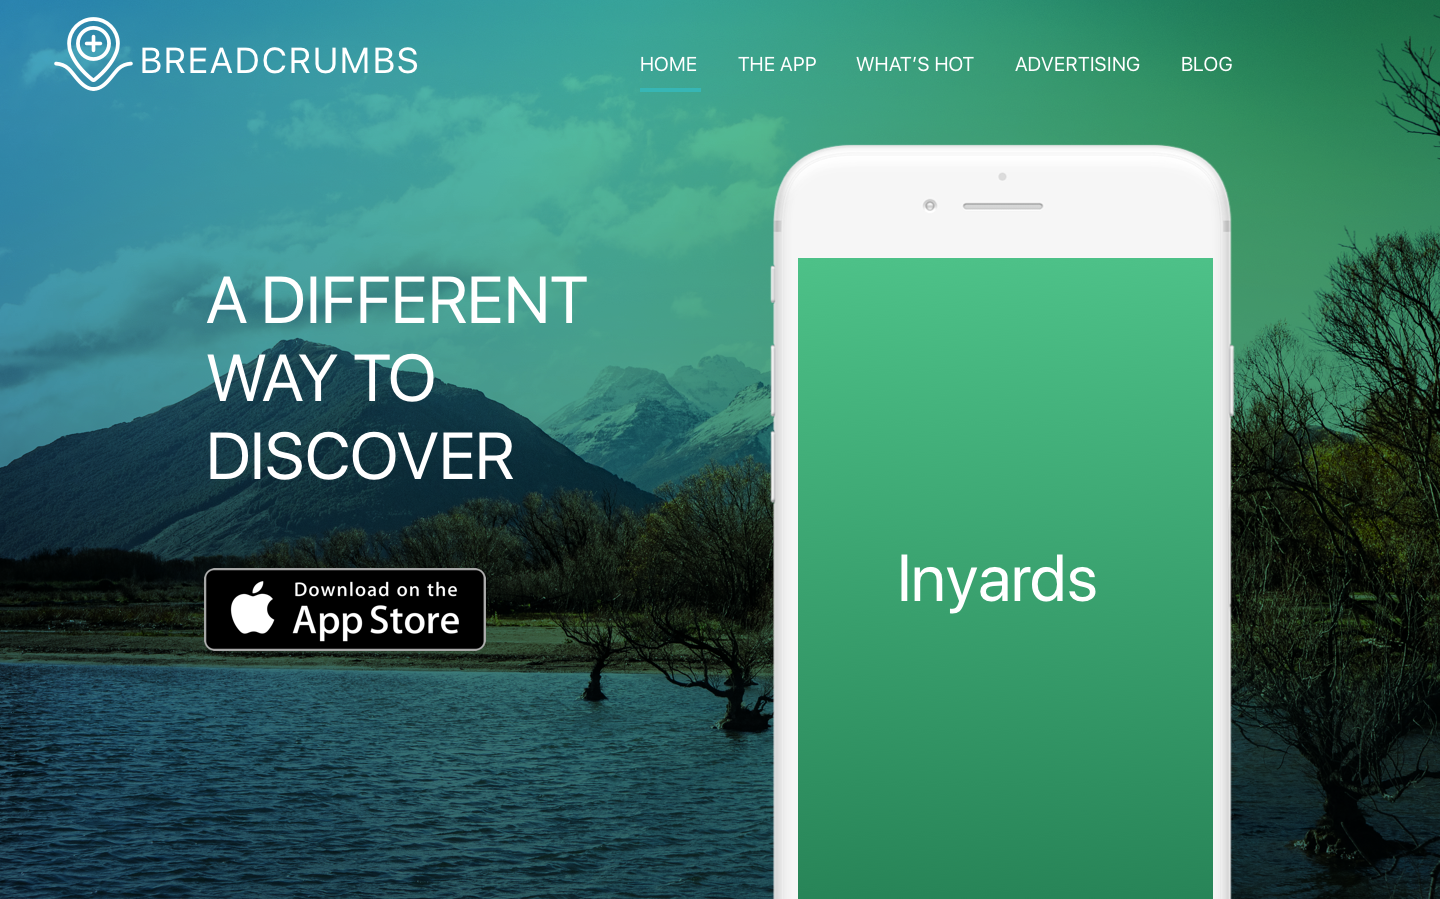 BREADCRUMBS
HOME THE APP WHAT’S HOT ADVERTISING BLOG
A DIFFERENT
WAY TO
DISCOVER
Download on the
App Store
Inyards